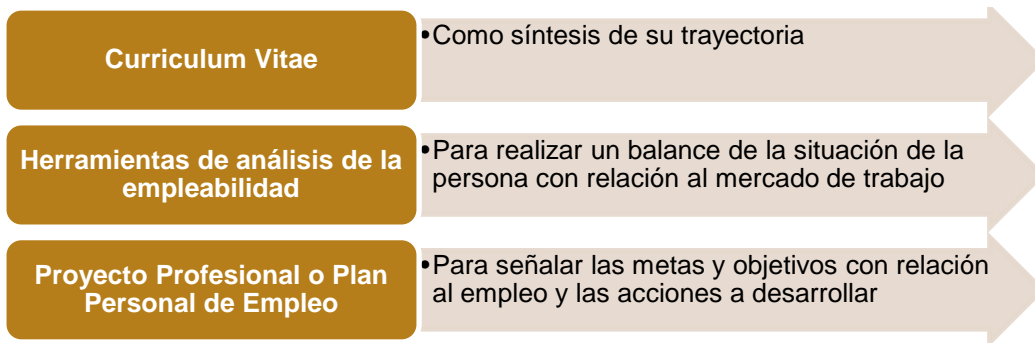 Curriculum Vitae
•Como síntesis de su trayectoria
Herramientas de análisis de la
empleabilidad
•Para realizar un balance de la situación de la
persona con relación al mercado de trabajo
Proyecto Profesional o Plan
Personal de Empleo
•Para señalar las metas y objetivos con relación
al empleo y las acciones a desarrollar